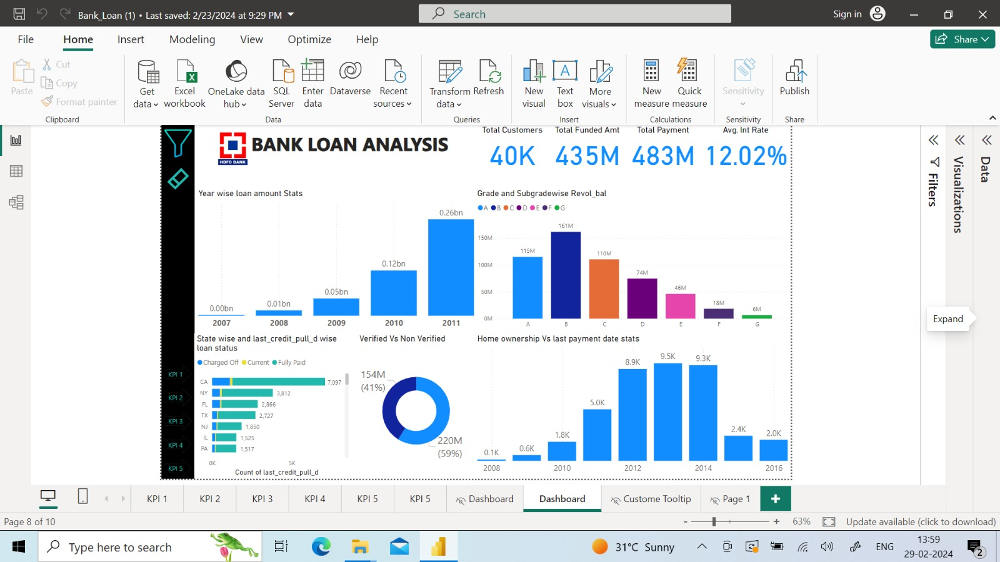 Bank_Loan (1) • Last saved: 2/23/2024 at 9:29 PM
Search
Sign in
File Home Insert Modeling View Optimize Help
Share
Paste
Cut
Copy
Format painter
Clipboard
Get data
Excel workbook
OneLake data hub
SQL Server
Enter data
Dataverse
Recent sources
Data
Transform data
Refresh
Queries
New visual
Text box
More visuals
Insert
New measure
Quick measure
Calculations
Sensitivity
Sensitivity
Publish
Share
HDFC BANK
BANK LOAN ANALYSIS
Total Customers
40K
Total Funded Amt
435M
Total Payment
483M
Avg. Int Rate
12.02%
Year wise loan amount Stats
0.00bn 0.01bn 0.05bn 0.12bn 0.26bn
2007 2008 2009 2010 2011
Grade and Subgradewise Revol_bal
A B C D E F G
150M
100M
50M
0M
115M 161M 110M 74M 46M 18M 6M
A B C D E F G
State wise and last_credit_pull_d wise
loan status
Charged Off Current Fully Paid
CA 7,097
NY 3,812
FL 2,866
TX 2,727
NJ 1,850
IL 1,525
PA 1,517
0K 5K
Count of last_credit_pull_d
Verified Vs Non Verified
154M
(41%)
220M
(59%)
Home ownership Vs last payment date stats
0.1K 0.6K 1.8K 5.0K 8.9K 9.5K 9.3K 2.4K 2.0K
2008 2010 2012 2014 2016
KPI 1
KPI 2
KPI 3
KPI 4
KPI 5
Filters
Visualizations
Data
Expand
KPI 1 KPI 2 KPI 3 KPI 4 KPI 5 KPI 5 Dashboard Dashboard Custome Tooltip Page 1 +
Page 8 of 10
- + 63%
Update available (click to download)
Type here to search
31°C Sunny
ENG
13:59
29-02-2024
2